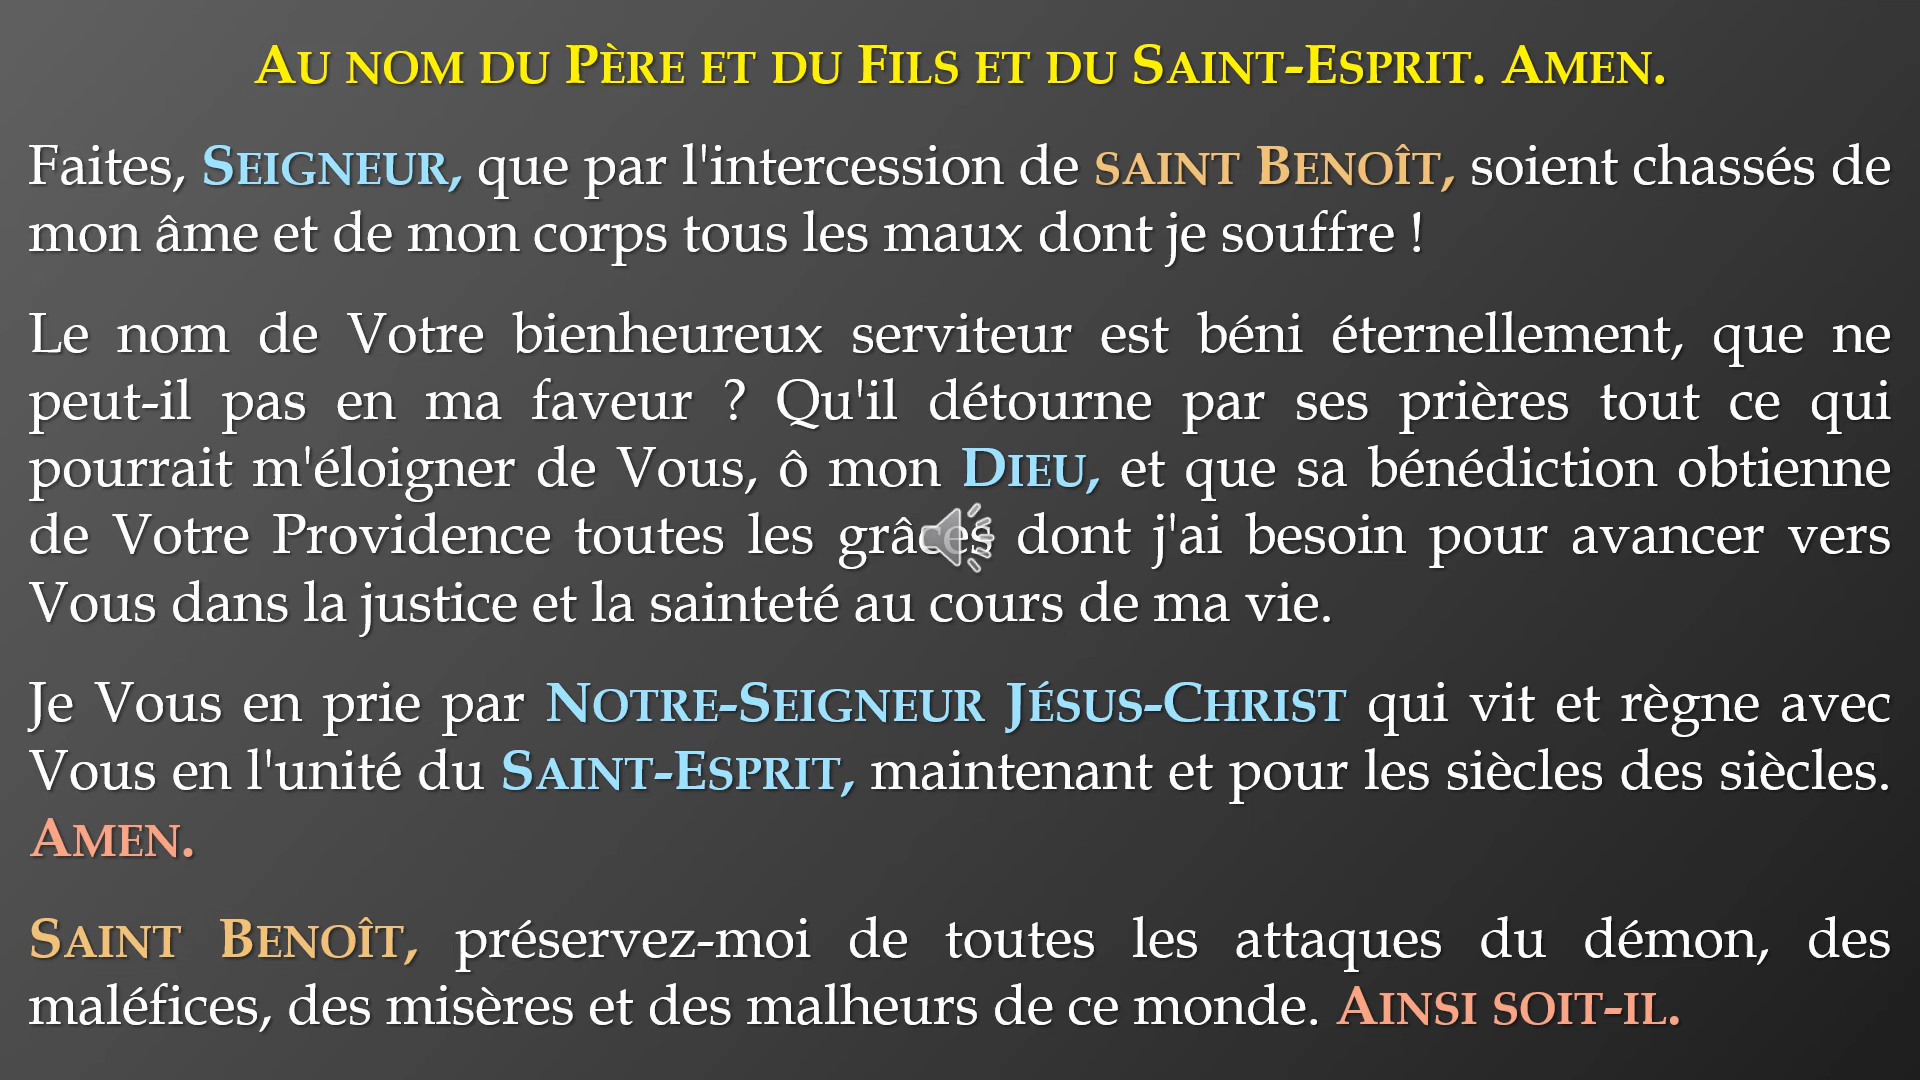 AU NOM DU PÈRE ET DU FILS ET DU SAINT-ESPRIT. AMEN.
Faites, SEIGNEUR, que par l'intercession de SAINT BENOÎT, soient chassés de
mon âme et de mon corps tous les maux dont je souffre !
Le nom de Votre bienheureux serviteur est béni éternellement, que ne
peut-il pas en ma faveur ? Qu'il détourne par ses prières tout ce qui
pourrait m'éloigner de Vous, ô mon DIEU, et que sa bénédiction obtienne
de Votre Providence toutes les grâces dont j'ai besoin pour avancer vers
Vous dans la justice et la sainteté au cours de ma vie.
Je Vous en prie par NOTRE-SEIGNEUR JÉSUS-CHRIST qui vit et règne avec
Vous en l'unité du SAINT-ESPRIT, maintenant et pour les siècles des siècles.
AMEN.
SAINT BENOÎT, préservez-moi de toutes les attaques du démon, des
maléfices, des misères et des malheurs de ce monde. AINSI SOIT-IL.